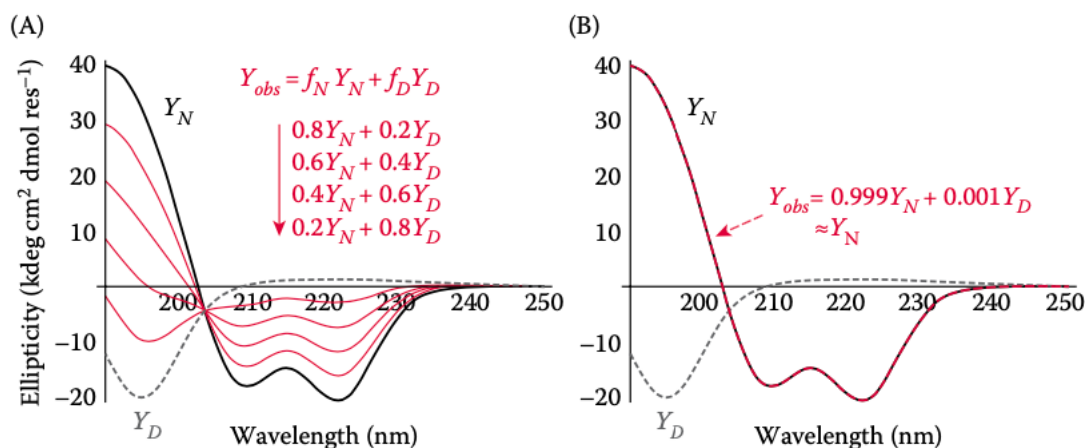 (A)
Ellipticity (kdeg cm² dmol res⁻¹)
40
30
20
10
−10
−20
Y_N
Y_obs = f_N Y_N + f_D Y_D
0.8Y_N + 0.2Y_D
0.6Y_N + 0.4Y_D
0.4Y_N + 0.6Y_D
0.2Y_N + 0.8Y_D
200 210 220 230 240 250
Y_D
Wavelength (nm)
(B)
40
30
20
10
−10
−20
Y_N
Y_obs = 0.999Y_N + 0.001Y_D
≈Y_N
200 210 220 230 240 250
Y_D
Wavelength (nm)